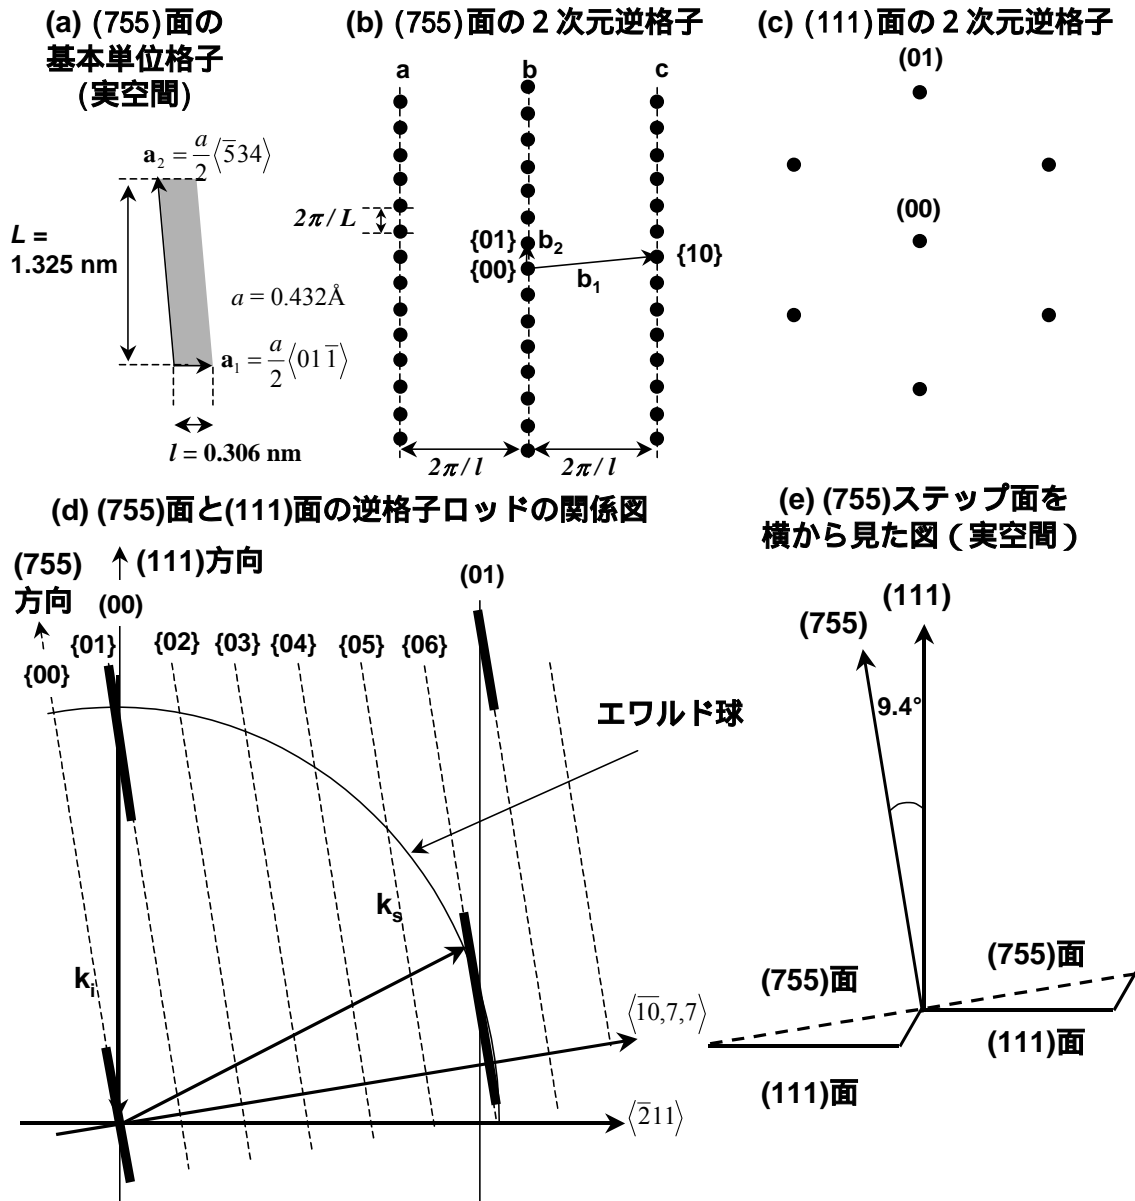 (a) (755)面の
基本単位格子
(実空間)
a₂ = a/2 ⟨5̅34⟩
L =
1.325 nm
a = 0.432Å
a₁ = a/2 ⟨011̅⟩
l = 0.306 nm
(b) (755)面の２次元逆格子
a
b
c
2π/L
{01}
b₂
{00}
b₁
{10}
2π/l
2π/l
(c) (111)面の２次元逆格子
(01)
(00)
(d) (755)面と(111)面の逆格子ロッドの関係図
(755)
方向
(111)方向
(00)
(01)
{00}
{01}
{02}
{03}
{04}
{05}
{06}
エワルド球
kₛ
kᵢ
⟨1̅0̅,7,7⟩
⟨2̅11⟩
(e) (755)ステップ面を
横から見た図（実空間）
(111)
(755)
9.4°
(755)面
(755)面
(111)面
(111)面